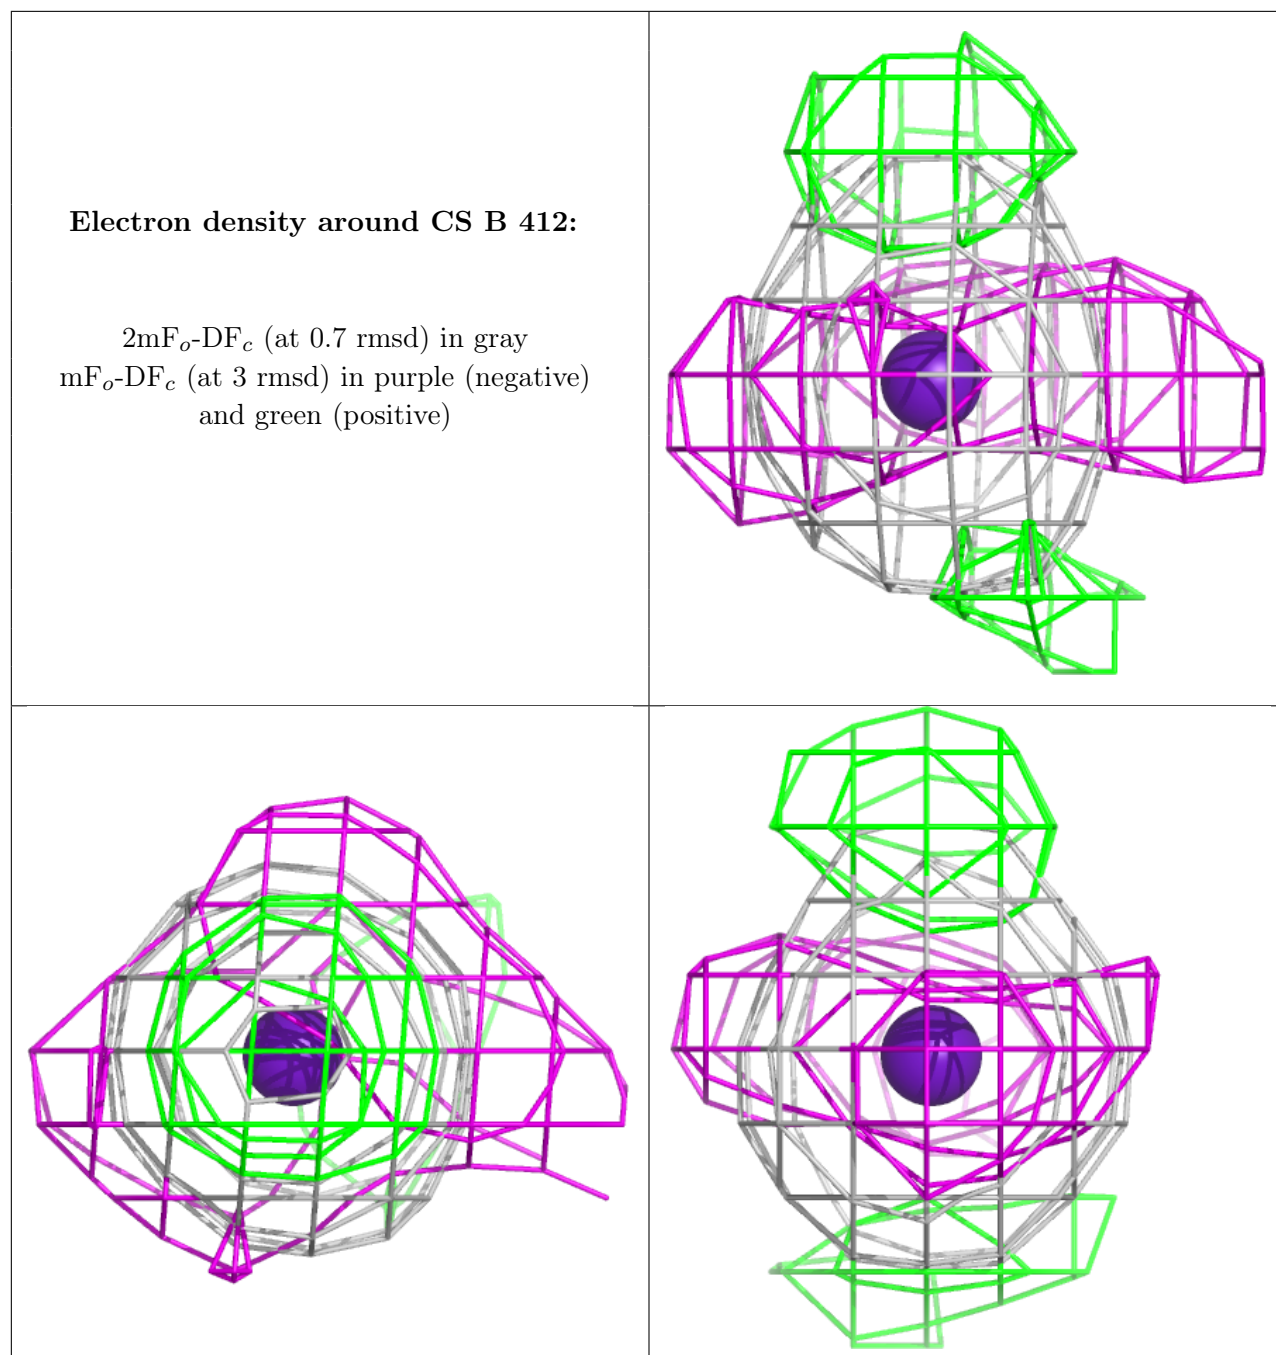 Electron density around CS B 412:
2mFo-DFc (at 0.7 rmsd) in gray
mFo-DFc (at 3 rmsd) in purple (negative)
and green (positive)